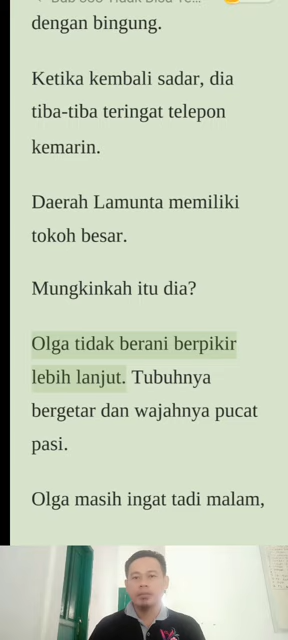 dengan bingung.
Ketika kembali sadar, dia
tiba-tiba teringat telepon
kemarin.
Daerah Lamunta memiliki
tokoh besar.
Mungkinkah itu dia?
Olga tidak berani berpikir
lebih lanjut. Tubuhnya
bergetar dan wajahnya pucat
pasi.
Olga masih ingat tadi malam,